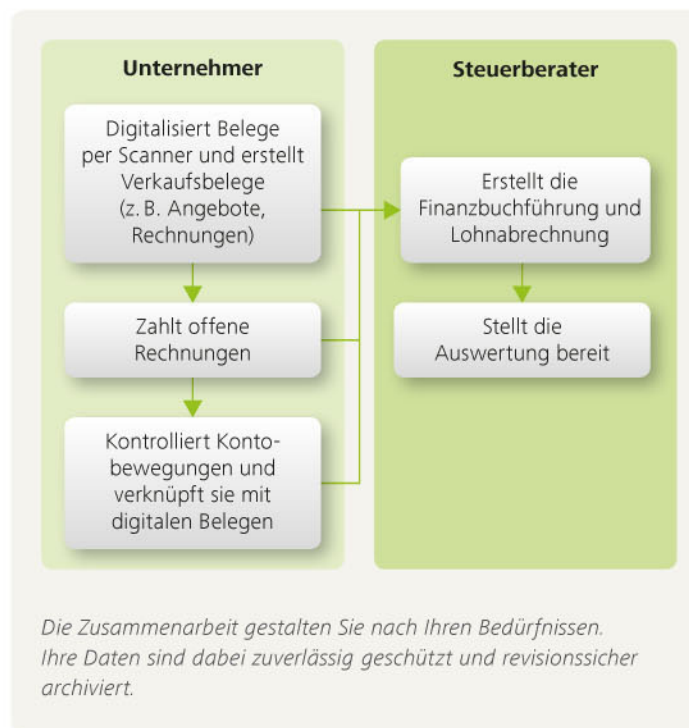 Unternehmer
Digitalisiert Belege
per Scanner und erstellt
Verkaufsbelege
(z. B. Angebote,
Rechnungen)
Zahlt offene
Rechnungen
Kontrolliert Konto-
bewegungen und
verknüpft sie mit
digitalen Belegen
Steuerberater
Erstellt die
Finanzbuchführung und
Lohnabrechnung
Stellt die
Auswertung bereit
Die Zusammenarbeit gestalten Sie nach Ihren Bedürfnissen.
Ihre Daten sind dabei zuverlässig geschützt und revisionssicher
archiviert.